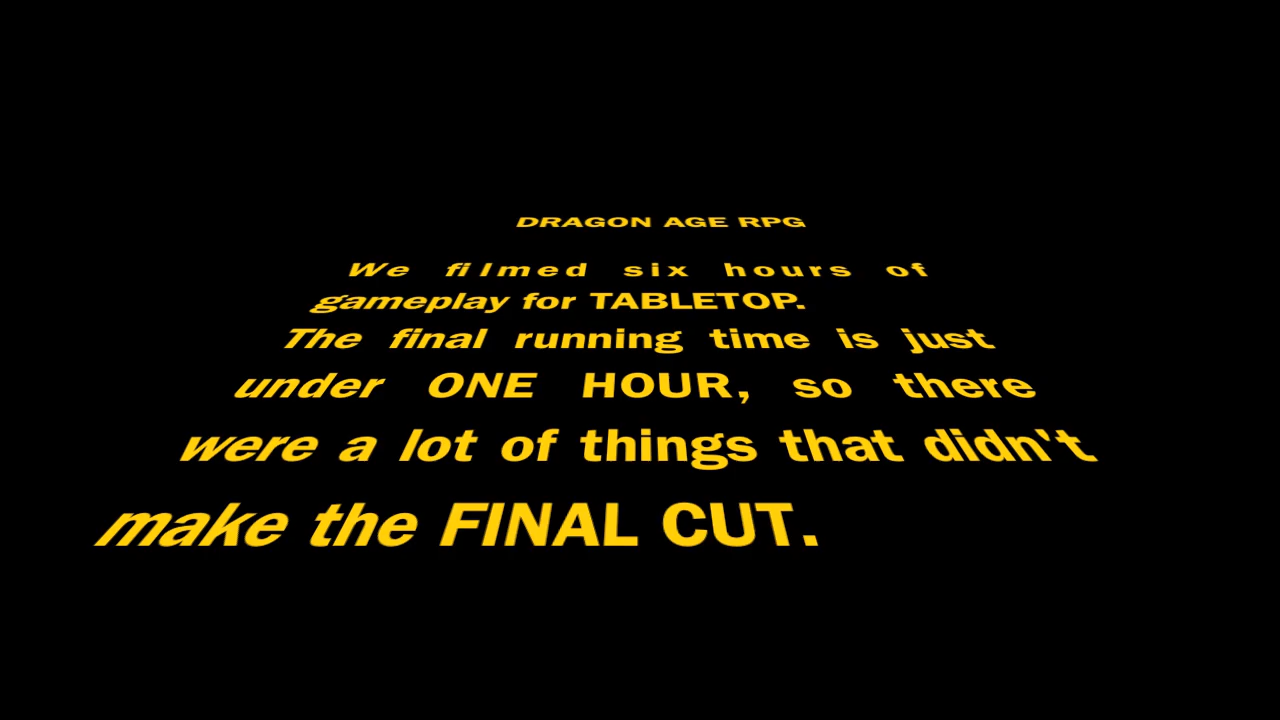 DRAGON AGE RPG
We filmed six hours of
gameplay for TABLETOP.
The final running time is just
under ONE HOUR, so there
were a lot of things that didn't
make the FINAL CUT.